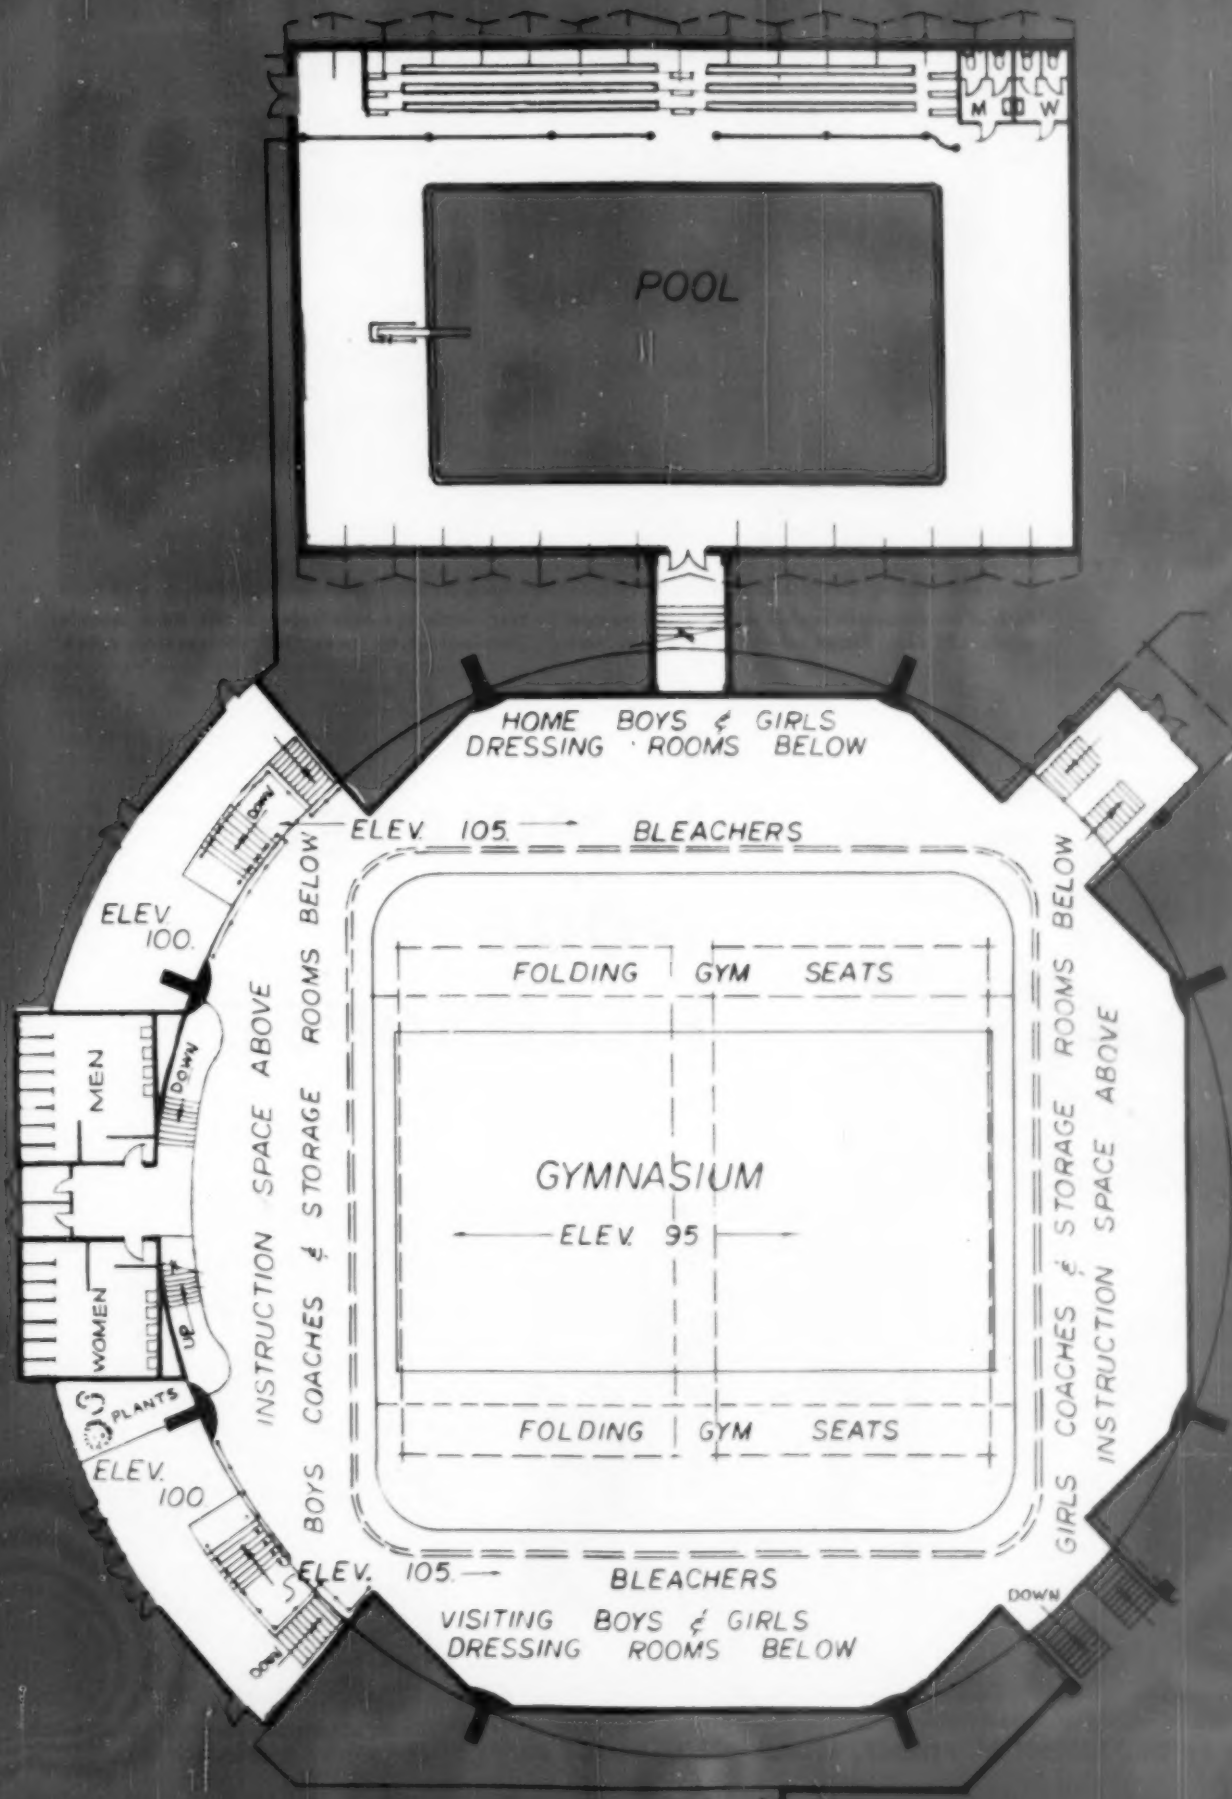 M W
POOL
HOME BOYS & GIRLS
DRESSING ROOMS BELOW
ELEV. 105. BLEACHERS
DOWN
ELEV.
100.
FOLDING GYM SEATS
INSTRUCTION SPACE ABOVE
BOYS COACHES & STORAGE ROOMS BELOW
GIRLS COACHES & STORAGE ROOMS BELOW
INSTRUCTION SPACE ABOVE
MEN
DOWN
GYMNASIUM
ELEV. 95
WOMEN
UP
PLANTS
ELEV.
100
FOLDING GYM SEATS
ELEV. 105.
BLEACHERS
DOWN
VISITING BOYS & GIRLS
DRESSING ROOMS BELOW
DOWN